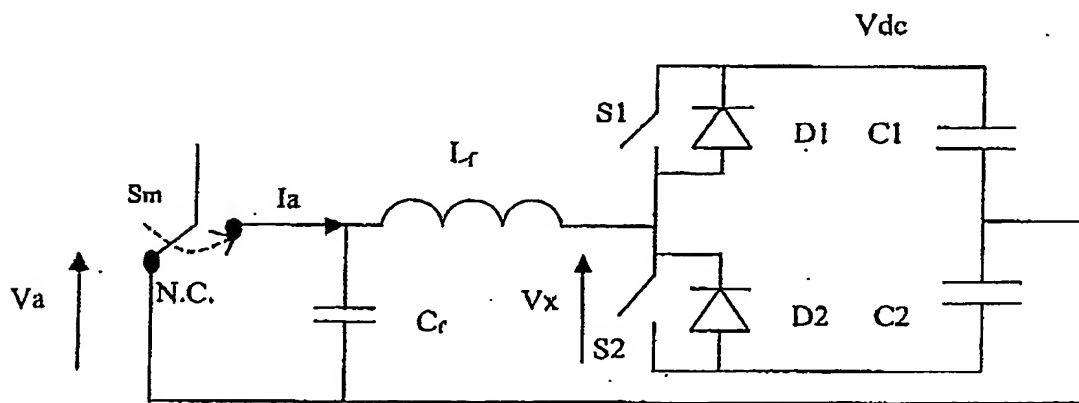 Vdc
S1
D1 C1
Lf
Sm
Ia
Va
N.C.
Cf
Vx
S2
D2 C2